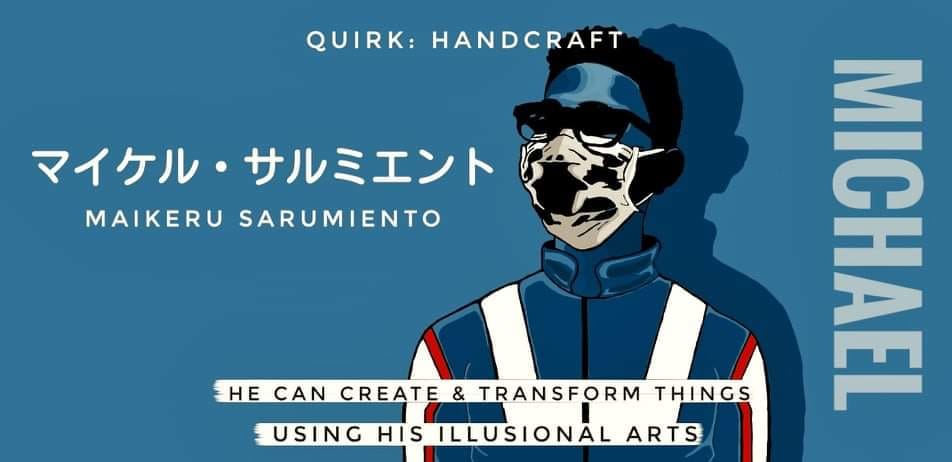 QUIRK: HANDCRAFT
マイケル・サルミエント
MAIKERU SARUMIENTO
MICHAEL
HE CAN CREATE & TRANSFORM THINGS
USING HIS ILLUSIONAL ARTS